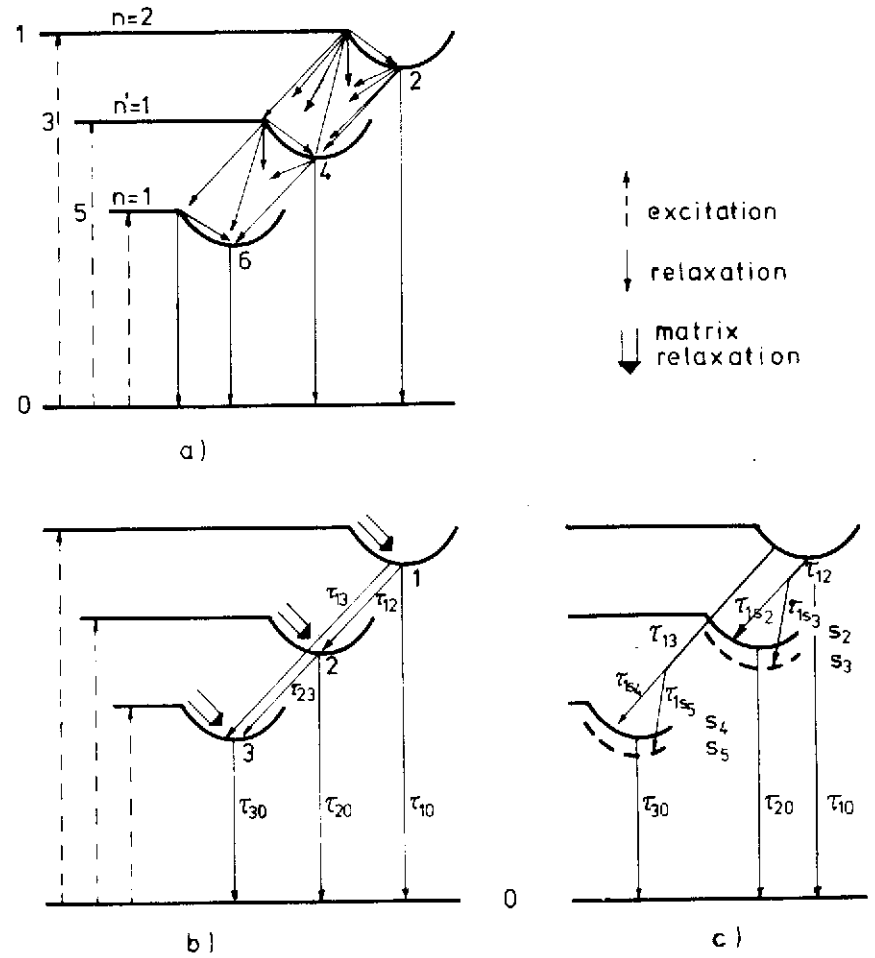 1
n=2
2
3
n'=1
4
5
n=1
6
0
a)
excitation
relaxation
matrix
relaxation
1
τ13
τ12
2
τ23
3
τ30
τ20
τ10
b)
τ12
τ1s2
τ1s3
s2
τ13
s3
τ1s4
τ1s5
s4
s5
τ30
τ20
τ10
0
c)